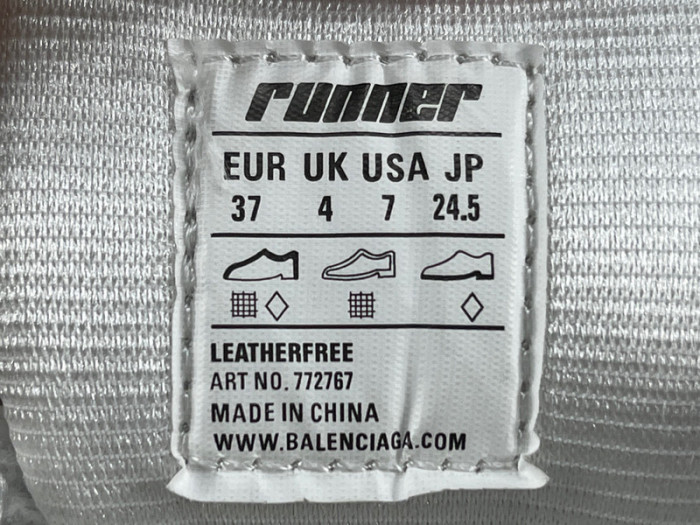 runner
EUR UK USA JP
37 4 7 24.5
LEATHERFREE
ART NO. 772767
MADE IN CHINA
WWW.BALENCIAGA.COM